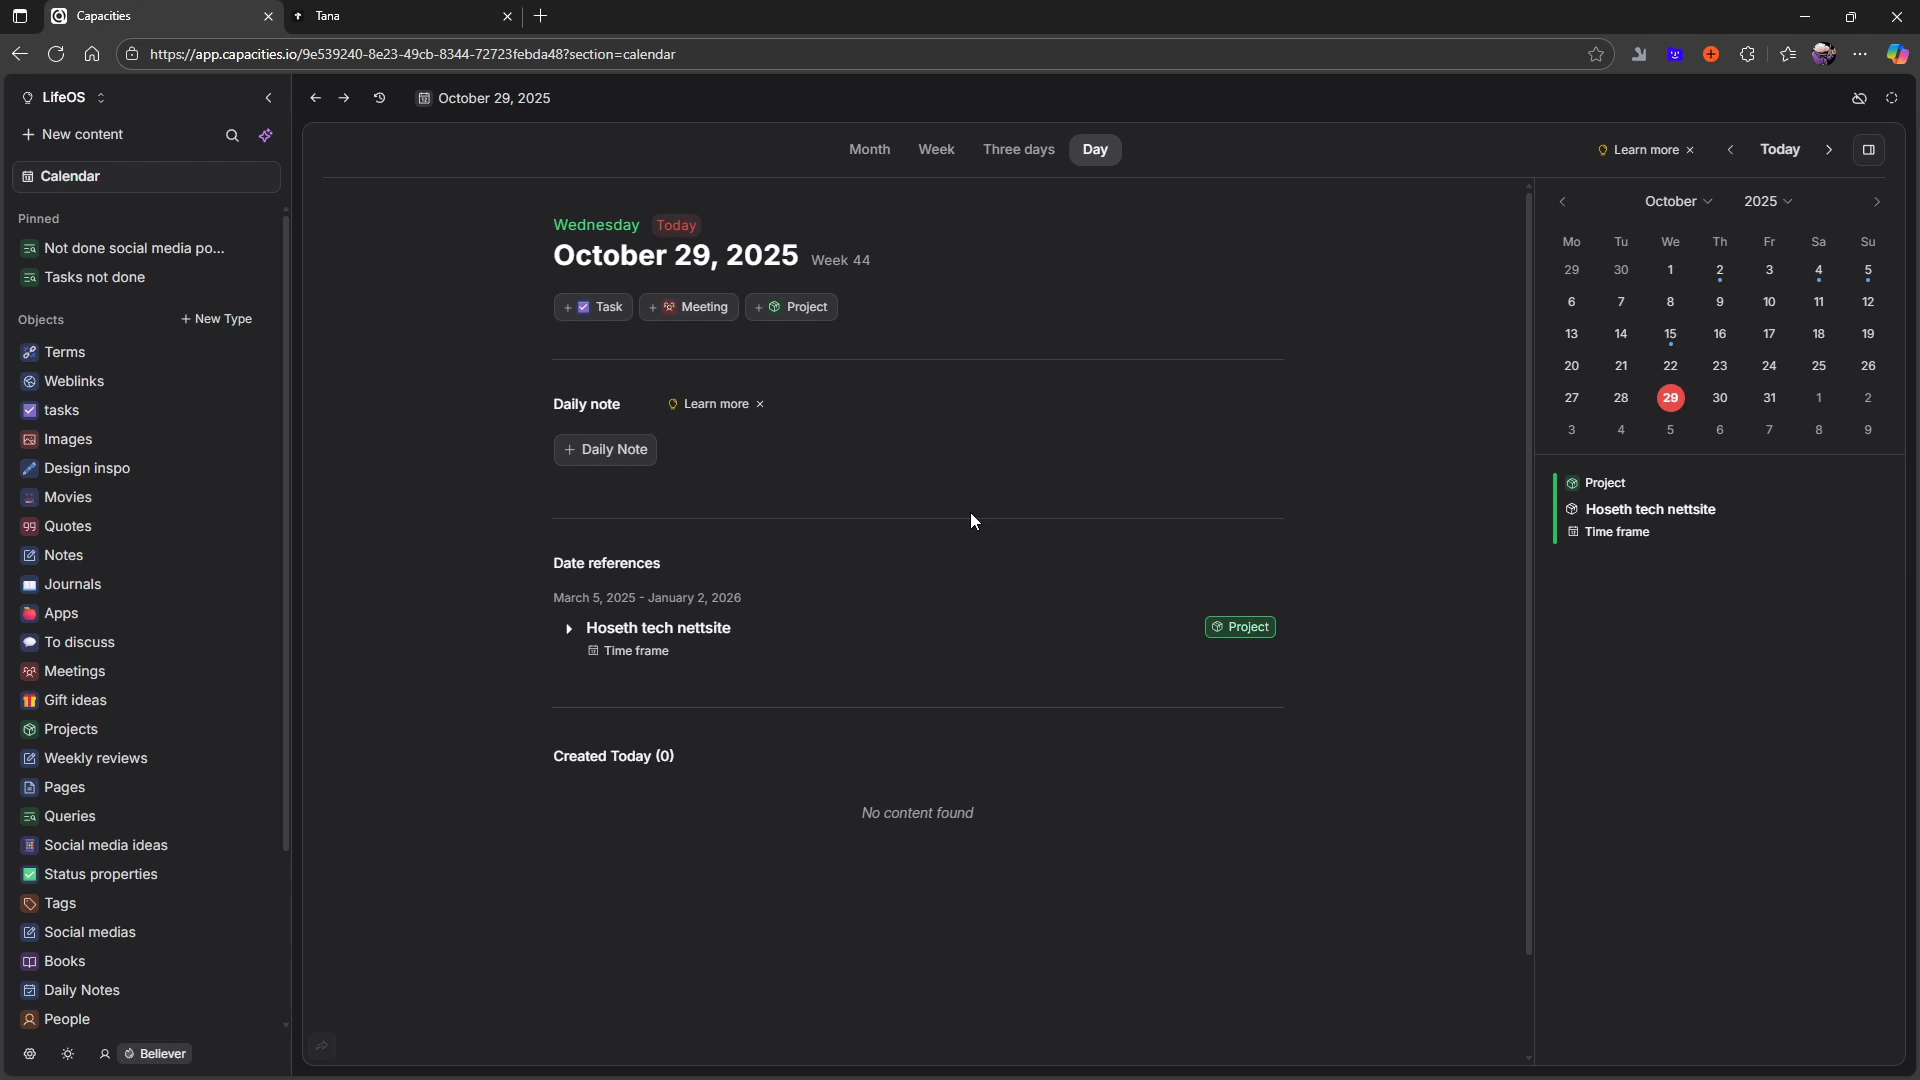 Capacities
Tana
https://app.capacities.io/9e539240-8e23-49cb-8344-72723febda48?section=calendar
LifeOS
October 29, 2025
New content
Calendar
Pinned
Not done social media po...
Tasks not done
Objects
+ New Type
Terms
Weblinks
tasks
Images
Design inspo
Movies
Quotes
Notes
Journals
Apps
To discuss
Meetings
Gift ideas
Projects
Weekly reviews
Pages
Queries
Social media ideas
Status properties
Tags
Social medias
Books
Daily Notes
People
Believer
Month Week Three days Day
Learn more
Today
Wednesday Today
October 29, 2025 Week 44
+ Task + Meeting + Project
Daily note Learn more
+ Daily Note
Date references
March 5, 2025 - January 2, 2026
Hoseth tech nettsite
Project
Time frame
Created Today (0)
No content found
October 2025
Mo Tu We Th Fr Sa Su
29 30 1 2 3 4 5
6 7 8 9 10 11 12
13 14 15 16 17 18 19
20 21 22 23 24 25 26
27 28 29 30 31 1 2
3 4 5 6 7 8 9
Project
Hoseth tech nettsite
Time frame